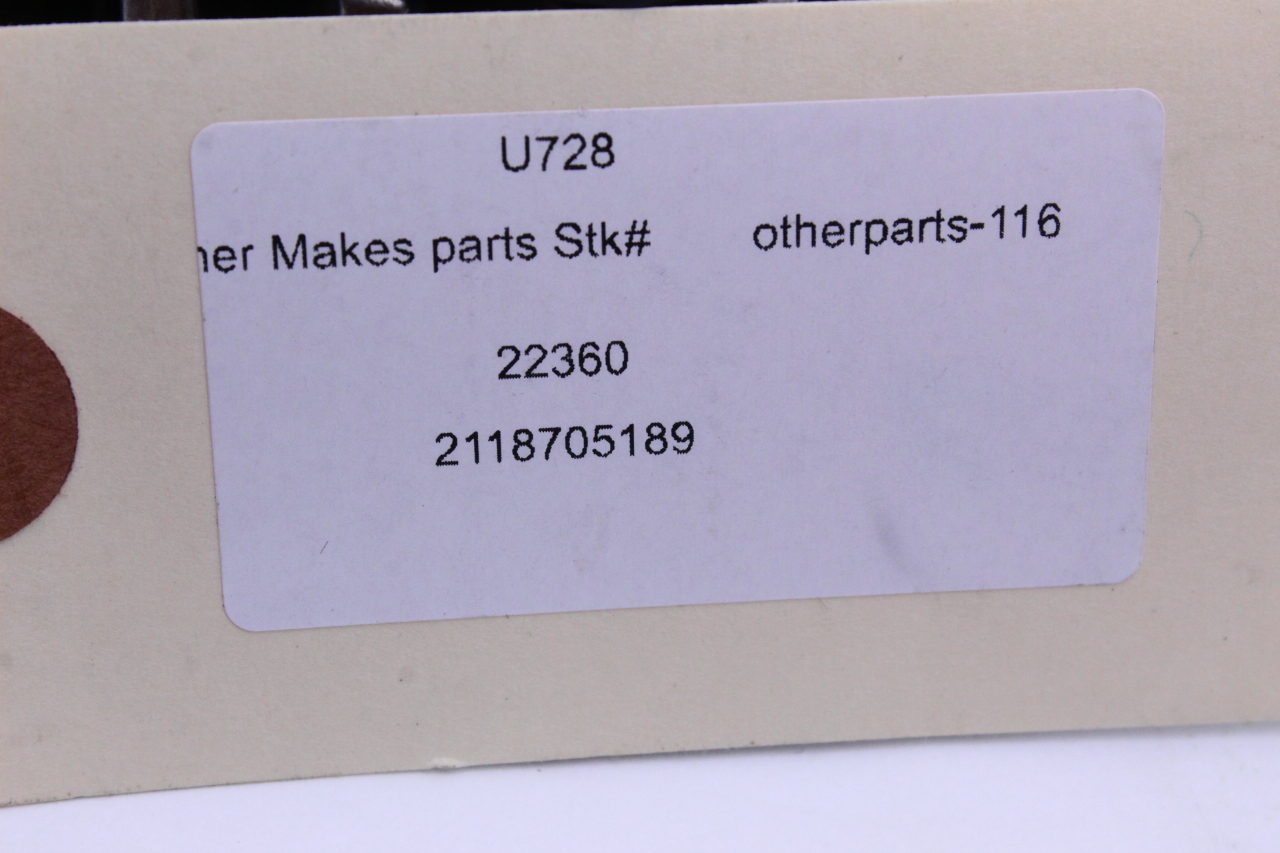 U728
her Makes parts Stk# otherparts-116
22360
2118705189